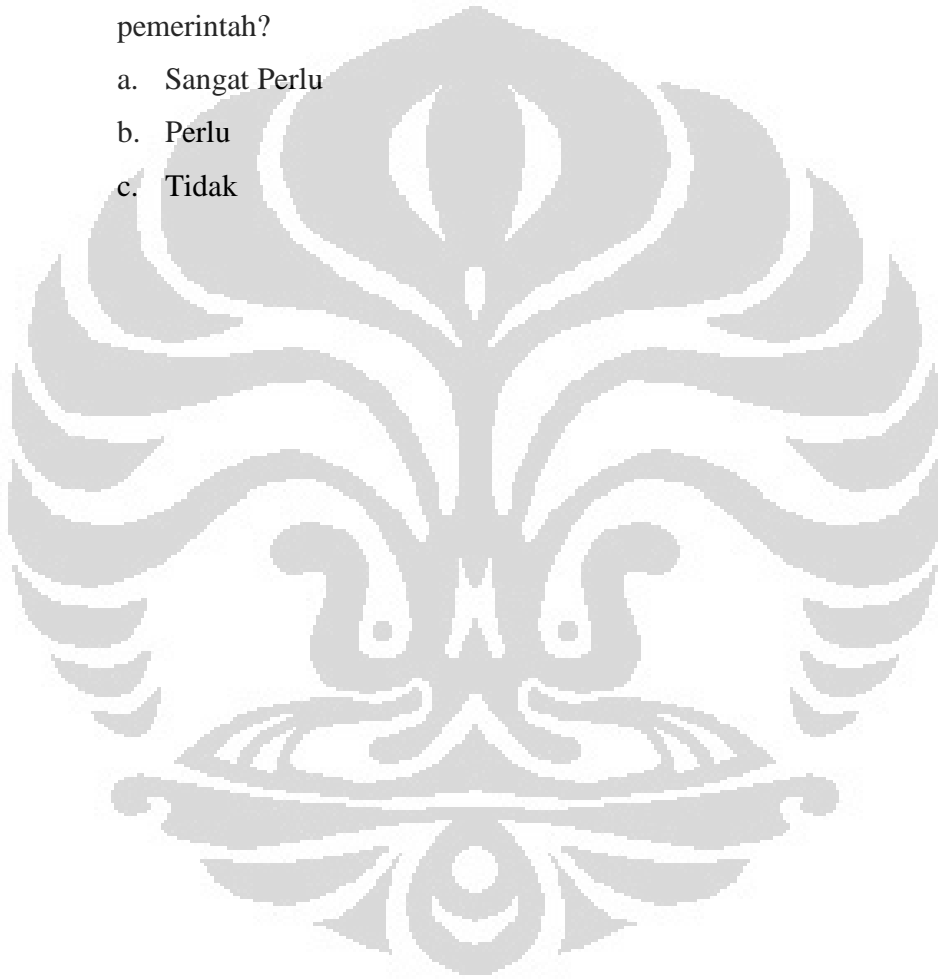 pemerintah?
a. Sangat Perlu
b. Perlu
c. Tidak